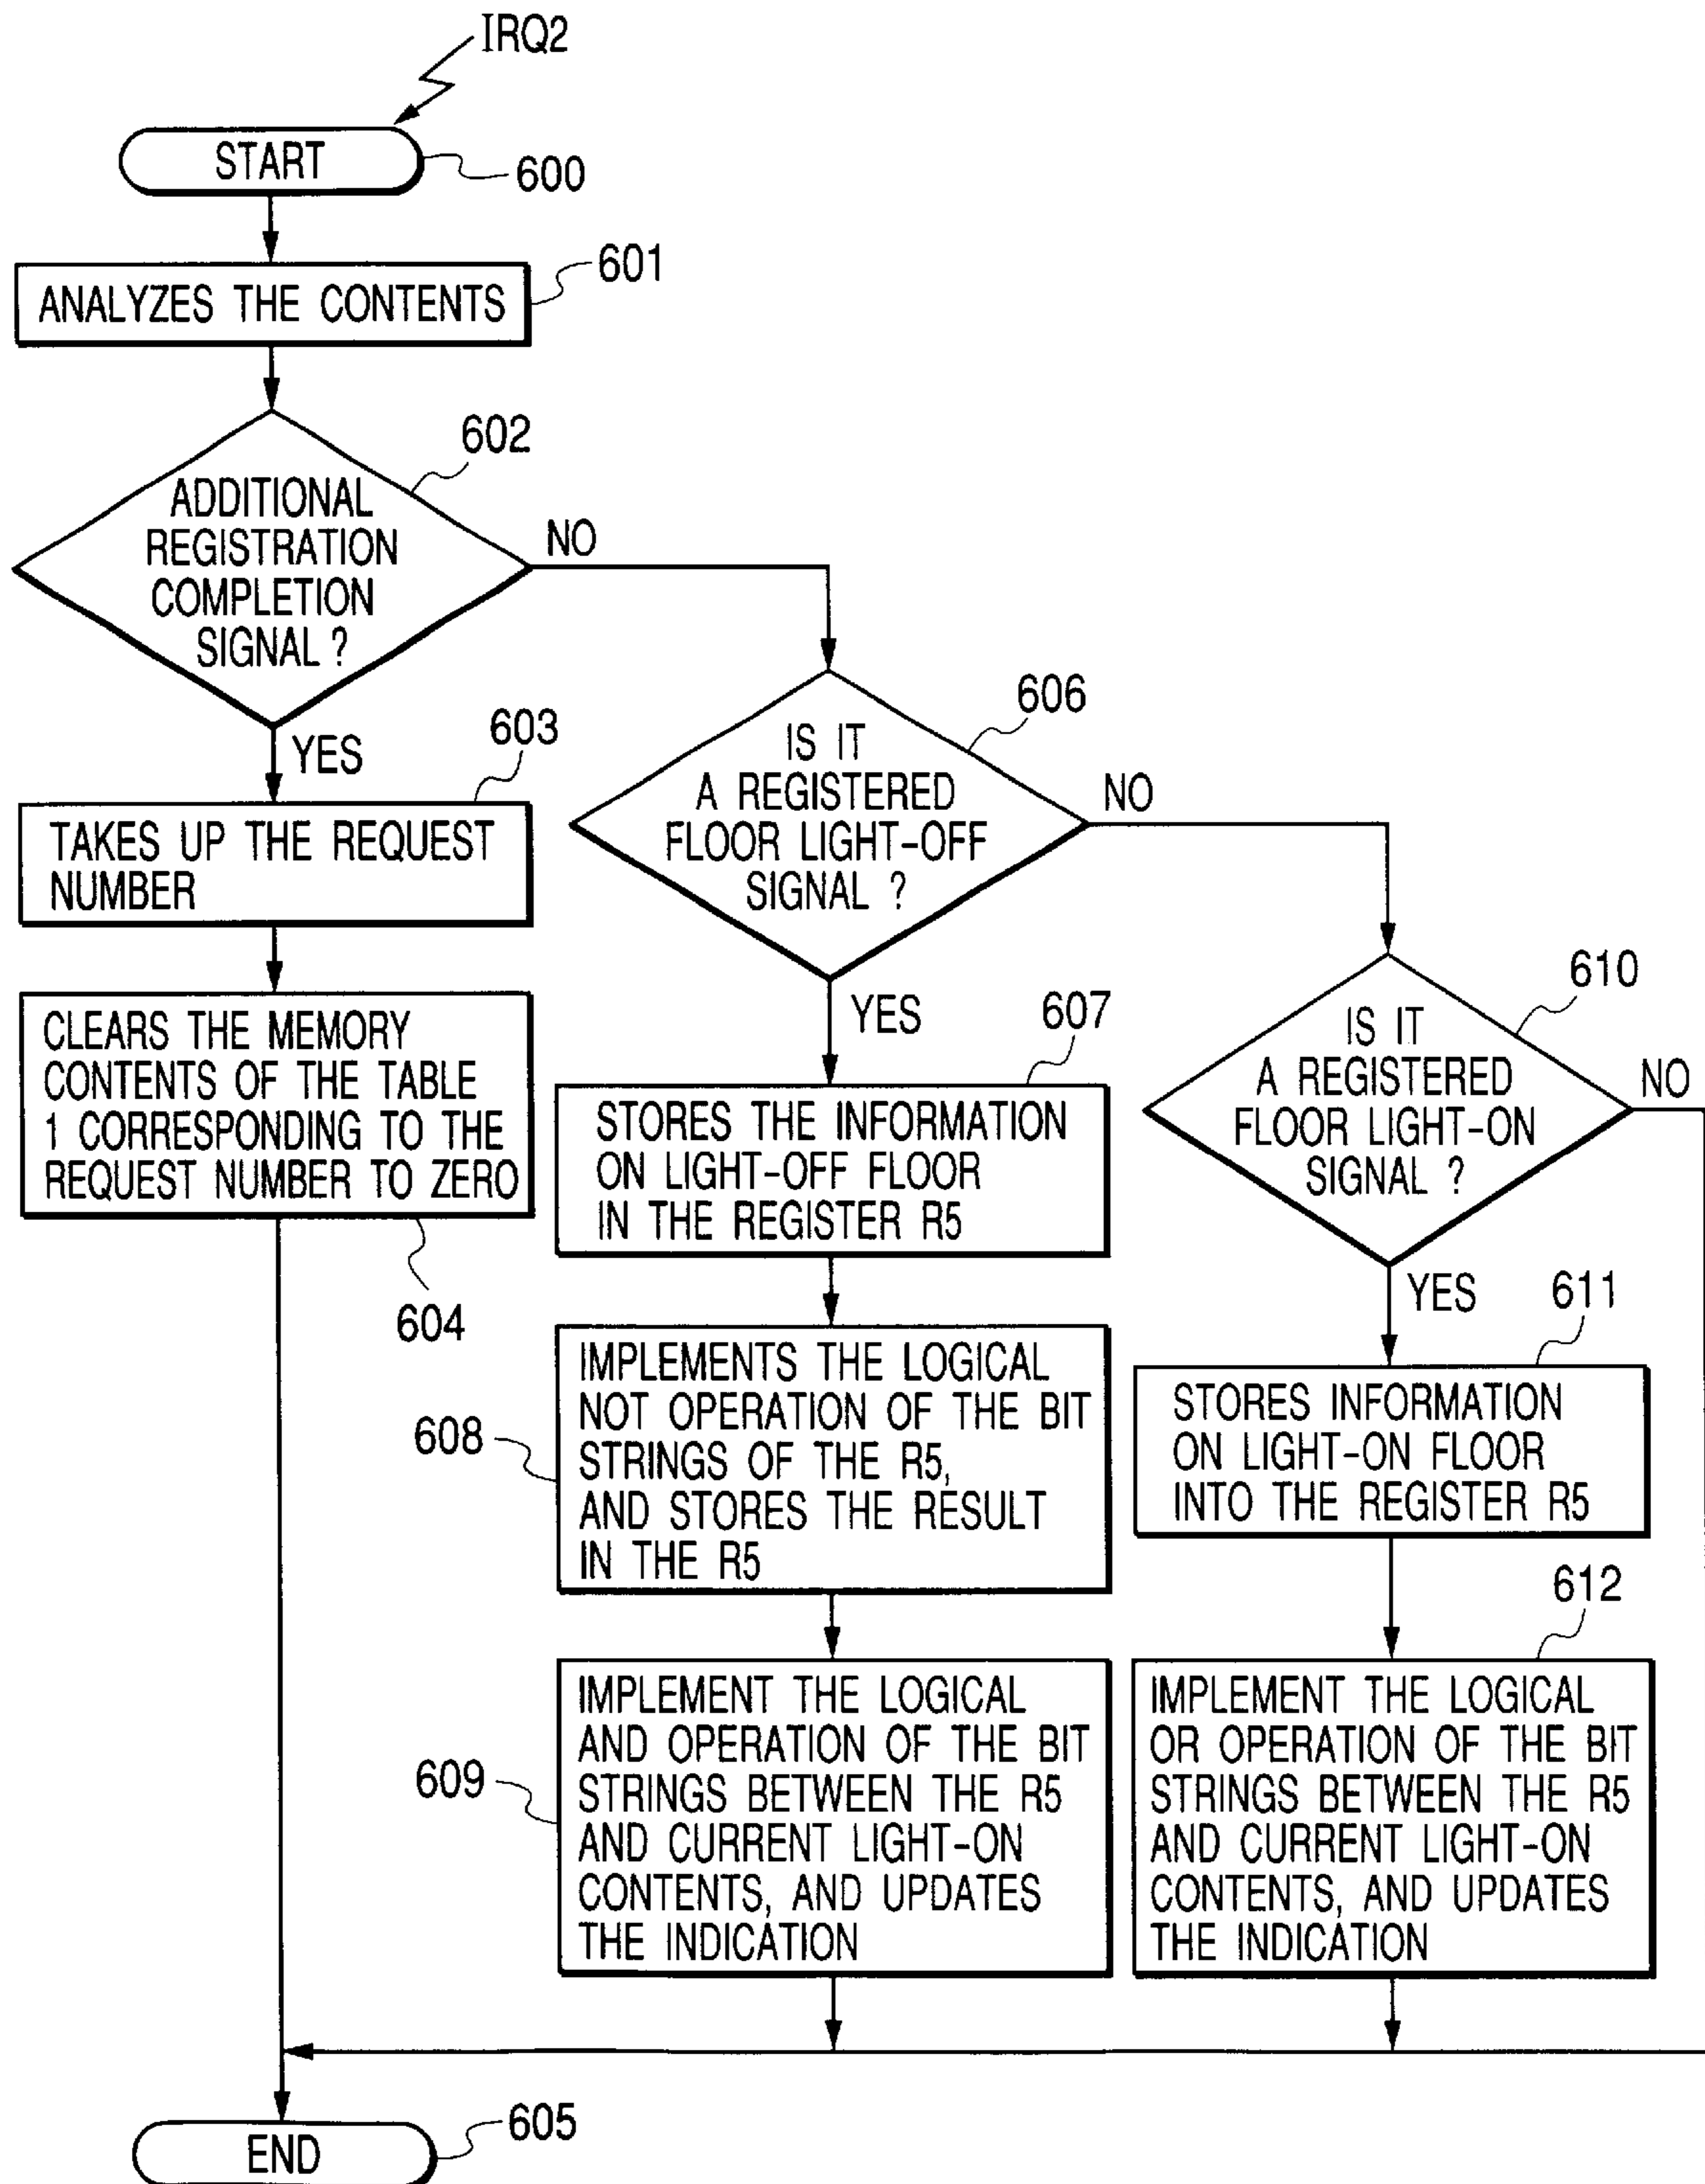 IRQ2
START
600
601
ANALYZES THE CONTENTS
602
ADDITIONAL
REGISTRATION
COMPLETION
SIGNAL ?
NO
YES
603
TAKES UP THE REQUEST
NUMBER
CLEARS THE MEMORY
CONTENTS OF THE TABLE
1 CORRESPONDING TO THE
REQUEST NUMBER TO ZERO
604
606
IS IT
A REGISTERED
FLOOR LIGHT-OFF
SIGNAL ?
NO
YES
607
STORES THE INFORMATION
ON LIGHT-OFF FLOOR
IN THE REGISTER R5
608
IMPLEMENTS THE LOGICAL
NOT OPERATION OF THE BIT
STRINGS OF THE R5,
AND STORES THE RESULT
IN THE R5
609
IMPLEMENT THE LOGICAL
AND OPERATION OF THE BIT
STRINGS BETWEEN THE R5
AND CURRENT LIGHT-ON
CONTENTS, AND UPDATES
THE INDICATION
610
IS IT
A REGISTERED
FLOOR LIGHT-ON
SIGNAL ?
NO
YES
611
STORES INFORMATION
ON LIGHT-ON FLOOR
INTO THE REGISTER R5
612
IMPLEMENT THE LOGICAL
OR OPERATION OF THE BIT
STRINGS BETWEEN THE R5
AND CURRENT LIGHT-ON
CONTENTS, AND UPDATES
THE INDICATION
END
605